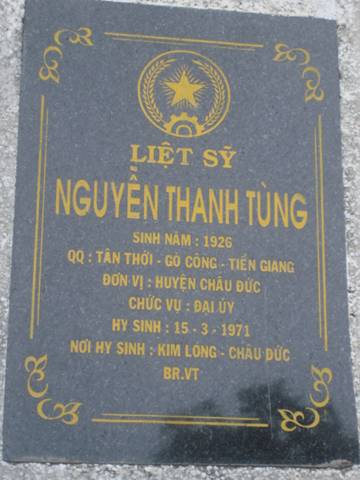 LIỆT SỸ
NGUYỄN THANH TÙNG
SINH NĂM : 1926
QQ : TÂN THỚI - GÒ CÔNG - TIỀN GIANG
ĐƠN VỊ : HUYỆN CHÂU ĐỨC
CHỨC VỤ : ĐẠI ÚY
HY SINH : 15 - 3 - 1971
NƠI HY SINH : KIM LONG - CHÂU ĐỨC
BR.VT